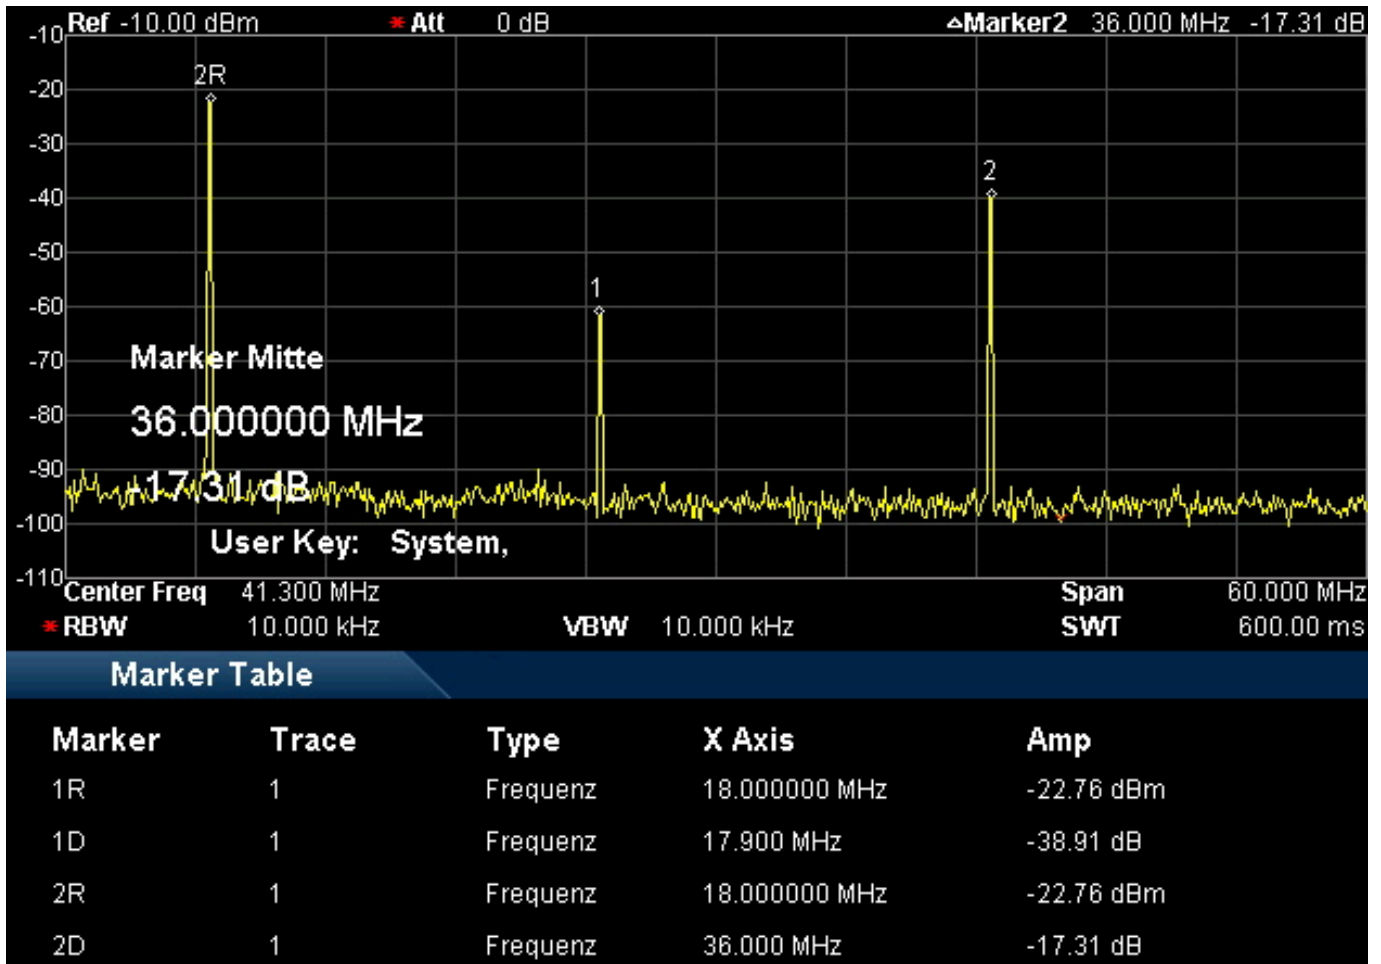 Ref -10.00 dBm * Att 0 dB ΔMarker2 36.000 MHz -17.31 dB
-10
2R
-20
-30
2
-40
-50
1
-60
Marker Mitte
-70
36.000000 MHz
-80
-90
-17.31 dB
-100
User Key: System,
-110
Center Freq 41.300 MHz Span 60.000 MHz
* RBW 10.000 kHz VBW 10.000 kHz SWT 600.00 ms
Marker Table
Marker Trace Type X Axis Amp
1R 1 Frequenz 18.000000 MHz -22.76 dBm
1D 1 Frequenz 17.900 MHz -38.91 dB
2R 1 Frequenz 18.000000 MHz -22.76 dBm
2D 1 Frequenz 36.000 MHz -17.31 dB